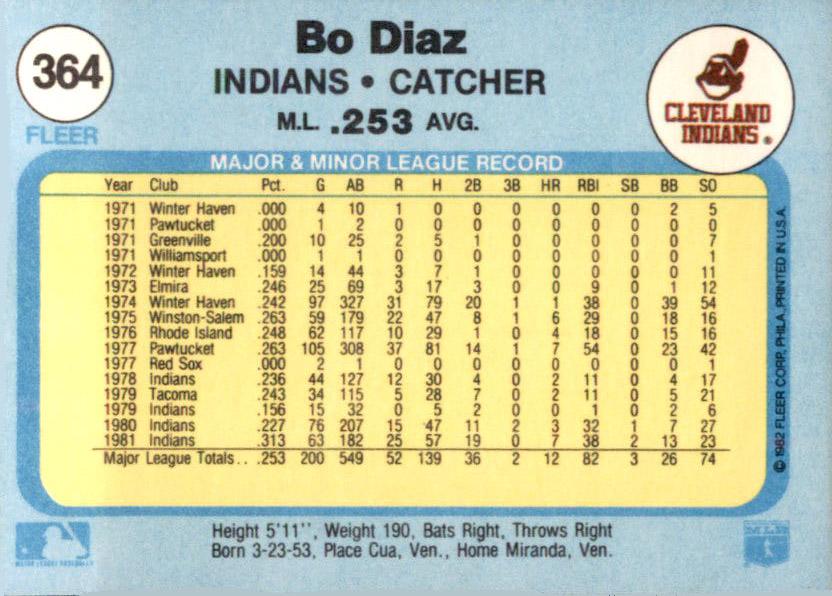 364
FLEER
Bo Diaz
INDIANS • CATCHER
M.L. .253 AVG.
CLEVELAND
INDIANS
MAJOR & MINOR LEAGUE RECORD
Year Club Pct. G AB R H 2B 3B HR RBI SB BB SO
1971 Winter Haven .000 4 10 1 0 0 0 0 0 0 2 5
1971 Pawtucket .000 1 2 0 0 0 0 0 0 0 0 0
1971 Greenville .200 10 25 2 5 1 0 0 0 0 0 7
1971 Williamsport .000 1 1 0 0 0 0 0 0 0 0 1
1972 Winter Haven .159 14 44 3 7 1 0 0 0 0 0 11
1973 Elmira .246 25 69 3 17 3 0 0 9 0 1 12
1974 Winter Haven .242 97 327 31 79 20 1 1 38 0 39 54
1975 Winston-Salem .263 59 179 22 47 8 1 6 29 0 18 16
1976 Rhode Island .248 62 117 10 29 1 0 4 18 0 15 16
1977 Pawtucket .263 105 308 37 81 14 1 7 54 0 23 42
1977 Red Sox .000 2 1 0 0 0 0 0 0 0 0 1
1978 Indians .236 44 127 12 30 4 0 2 11 0 4 17
1979 Tacoma .243 34 115 5 28 7 0 2 11 0 5 21
1979 Indians .156 15 32 0 5 2 0 0 1 0 2 6
1980 Indians .227 76 207 15 47 11 2 3 32 1 7 27
1981 Indians .313 63 182 25 57 19 0 7 38 2 13 23
Major League Totals . . .253 200 549 52 139 36 2 12 82 3 26 74
© 1982 FLEER CORP. PHILA. PRINTED IN U.S.A.
Height 5'11'', Weight 190, Bats Right, Throws Right
Born 3-23-53, Place Cua, Ven., Home Miranda, Ven.
MAJOR LEAGUE BASEBALL